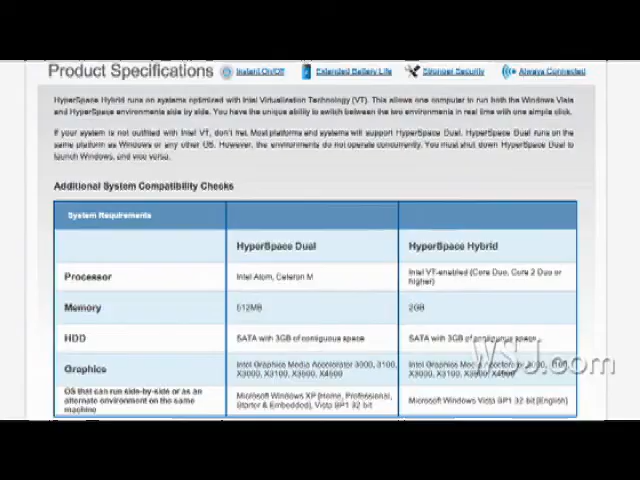 Product Specifications Instant On/Off Extended Battery Life Stronger Security Always Connected
HyperSpace Hybrid runs on systems optimized with Intel Virtualization Technology (VT). This allows one computer to run both the Windows Vista
and HyperSpace environments side by side. You have the unique ability to switch between the two environments in real time with one simple click.
If your system is not outfitted with Intel VT, don't fret. Most platforms and systems will support HyperSpace Dual. HyperSpace Dual runs on the
same platform as Windows or any other OS. However, the environments do not operate concurrently. You must shut down HyperSpace Dual to
launch Windows, and vice versa.
Additional System Compatibility Checks
System Requirements
HyperSpace Dual HyperSpace Hybrid
Processor Intel Atom, Celeron M Intel VT-enabled (Core Duo, Core 2 Duo or
higher)
Memory 512MB 2GB
HDD SATA with 3GB of contiguous space SATA with 3GB of contiguous space
WSJ.com
Graphics Intel Graphics Media Accelerator 3000, 3100,
X3000, X3100, X3500, X4500
Intel Graphics Media Accelerator 3000, 3100,
X3000, X3100, X3500, X4500
OS that can run side-by-side or as an
alternate environment on the same
machine
Microsoft Windows XP [Home, Professional,
Starter & Embedded], Vista SP1 32 bit
Microsoft Windows Vista SP1 32 bit [English]